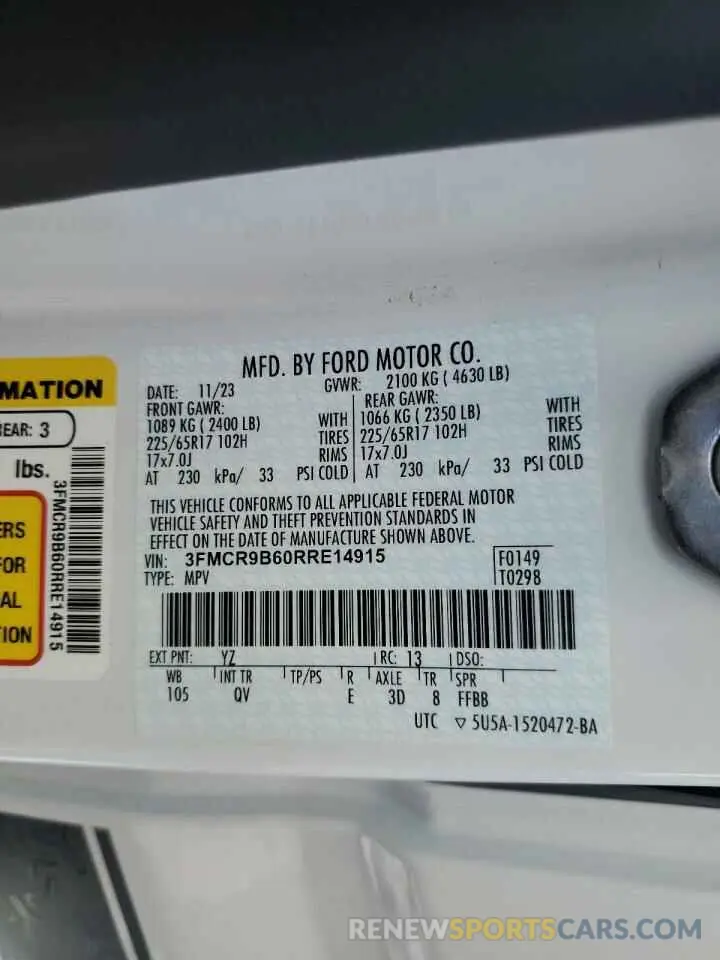 MFD. BY FORD MOTOR CO.
DATE: 11/23 GVWR: 2100 KG ( 4630 LB)
FRONT GAWR: REAR GAWR:
1089 KG ( 2400 LB) WITH 1066 KG ( 2350 LB) WITH
225/65R17 102H TIRES 225/65R17 102H TIRES
17x7.0J RIMS 17x7.0J RIMS
AT 230 kPa/ 33 PSI COLD AT 230 kPa/ 33 PSI COLD
THIS VEHICLE CONFORMS TO ALL APPLICABLE FEDERAL MOTOR
VEHICLE SAFETY AND THEFT PREVENTION STANDARDS IN
EFFECT ON THE DATE OF MANUFACTURE SHOWN ABOVE.
VIN: 3FMCR9B60RRE14915 F0149
TYPE: MPV T0298
EXT PNT: YZ RC: 13 DSO:
WB INT TR TP/PS R AXLE TR SPR
105 QV E 3D 8 FFBB
UTC ▽ 5U5A-1520472-BA
MATION
REAR: 3
lbs.
3FMCR9B60RRE14915
ERS
FOR
AL
TION
RENEWSPORTSCARS.COM